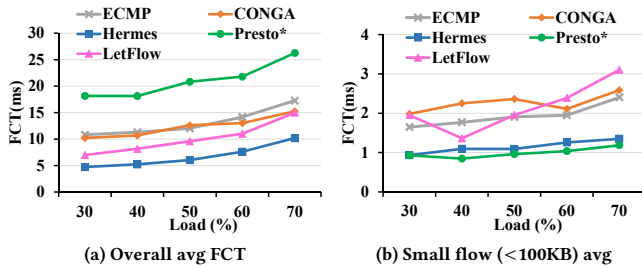 ECMP CONGA
Hermes Presto*
LetFlow
FCT(ms)
30
25
20
15
10
5
0
30 40 50 60 70
Load (%)
(a) Overall avg FCT
ECMP CONGA
Hermes Presto*
LetFlow
FCT(ms)
4
3
2
1
0
30 40 50 60 70
Load (%)
(b) Small flow (<100KB) avg